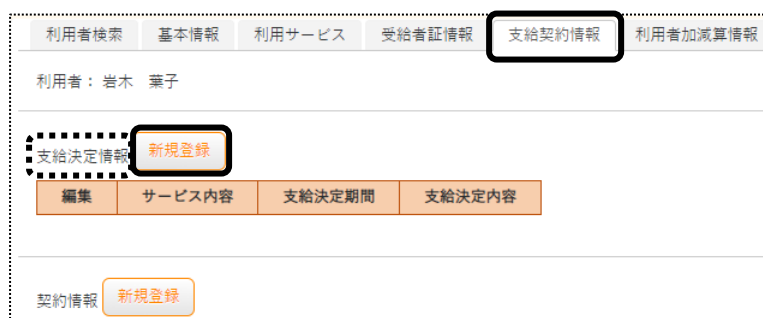 利用者検索 基本情報 利用サービス 受給者証情報 支給契約情報 利用者加減算情報
利用者： 岩木 葉子
支給決定情報 新規登録
編集 サービス内容 支給決定期間 支給決定内容
契約情報 新規登録